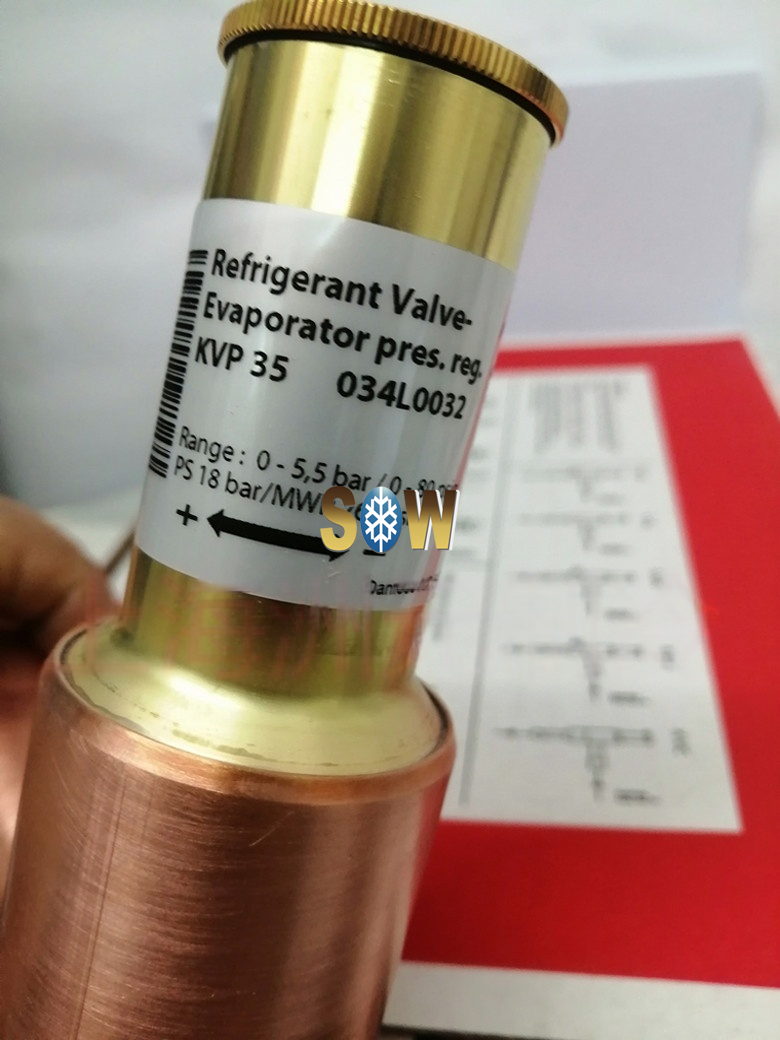 Refrigerant Valve-
Evaporator pres. reg.
KVP 35 034L0032
Range : 0 - 5,5 bar / 0 - 80
PS 18 bar/MW
+ −
SOW